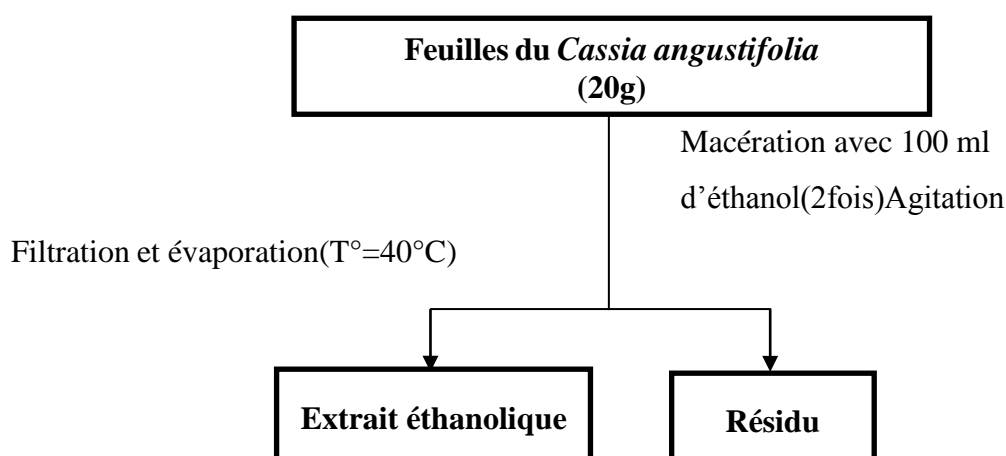 Feuilles du Cassia angustifolia
(20g)
Macération avec 100 ml
d’éthanol(2fois)Agitation
Filtration et évaporation(T°=40°C)
Extrait éthanolique
Résidu